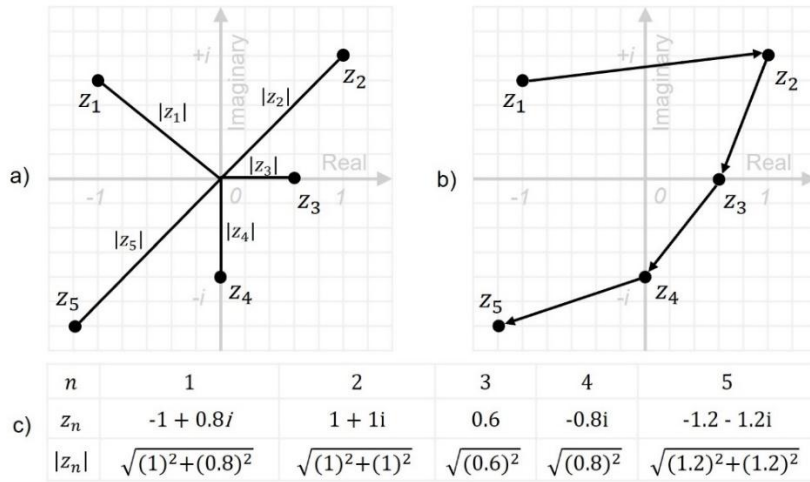 a)
Imaginary
+i
z₁
z₂
|z₁|
|z₂|
|z₃|
Real
-1
0
1
z₃
|z₅|
|z₄|
z₅
-i
z₄
b)
Imaginary
+i
z₁
z₂
Real
-1
0
1
z₃
z₅
-i
z₄
c)
n 1 2 3 4 5
zₙ -1 + 0.8i 1 + 1i 0.6 -0.8i -1.2 - 1.2i
|zₙ| √(1)²+(0.8)² √(1)²+(1)² √(0.6)² √(0.8)² √(1.2)²+(1.2)²